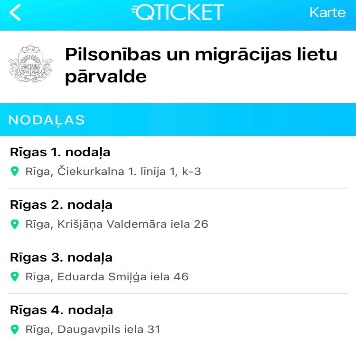 QTICKET
Karte
Pilsonības un migrācijas lietu
pārvalde
NODAĻAS
Rīgas 1. nodaļa
Rīga, Čiekurkalna 1. līnija 1, k-3
Rīgas 2. nodaļa
Rīga, Krišjāņa Valdemāra iela 26
Rīgas 3. nodaļa
Rīga, Eduarda Smiļģa iela 46
Rīgas 4. nodaļa
Rīga, Daugavpils iela 31